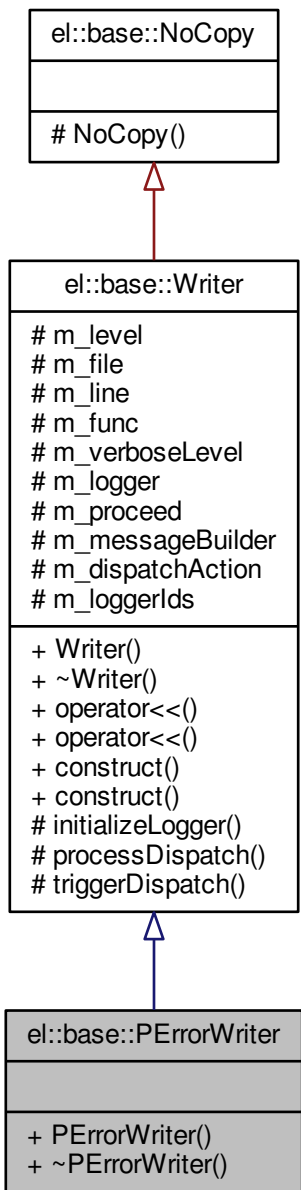 el::base::NoCopy
# NoCopy()
el::base::Writer
# m_level
# m_file
# m_line
# m_func
# m_verboseLevel
# m_logger
# m_proceed
# m_messageBuilder
# m_dispatchAction
# m_loggerIds
+ Writer()
+ ~Writer()
+ operator<<()
+ operator<<()
+ construct()
+ construct()
# initializeLogger()
# processDispatch()
# triggerDispatch()
el::base::PErrorWriter
+ PErrorWriter()
+ ~PErrorWriter()